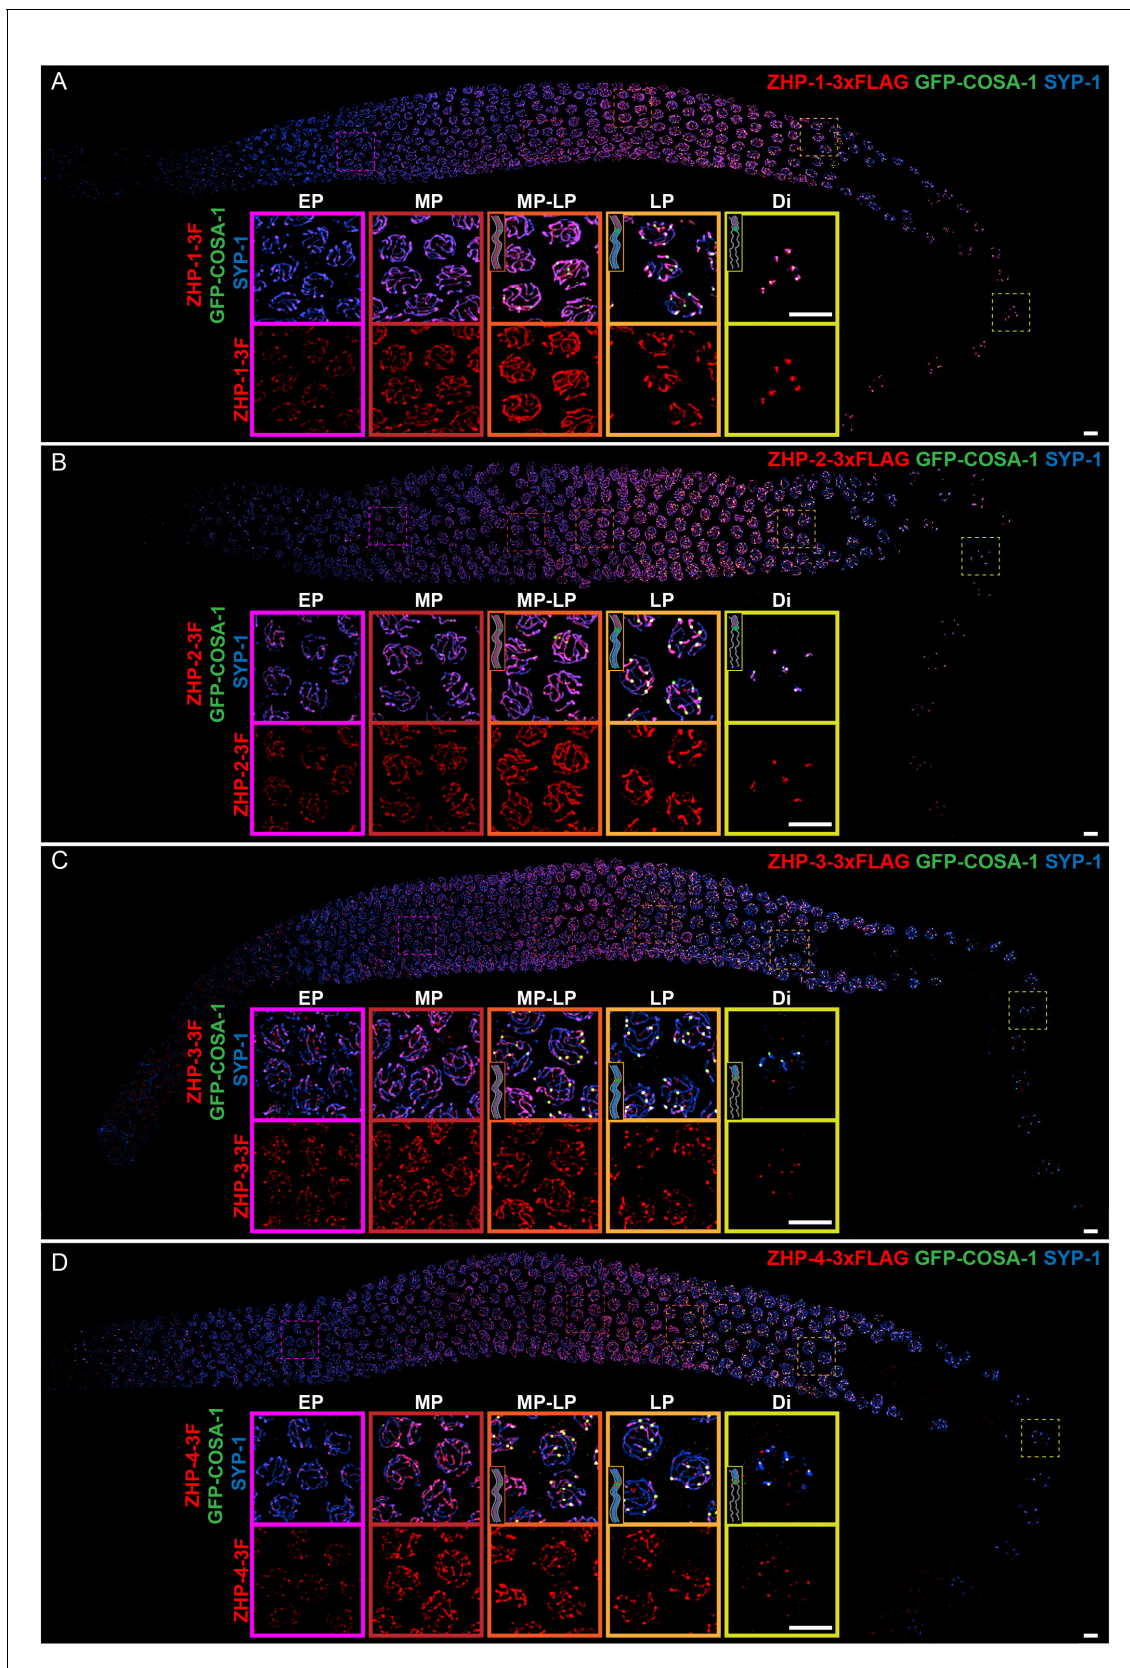 A
ZHP-1-3xFLAG GFP-COSA-1 SYP-1
EP MP MP-LP LP Di
ZHP-1-3F
GFP-COSA-1
SYP-1
ZHP-1-3F
B
ZHP-2-3xFLAG GFP-COSA-1 SYP-1
EP MP MP-LP LP Di
ZHP-2-3F
GFP-COSA-1
SYP-1
ZHP-2-3F
C
ZHP-3-3xFLAG GFP-COSA-1 SYP-1
EP MP MP-LP LP Di
ZHP-3-3F
GFP-COSA-1
SYP-1
ZHP-3-3F
D
ZHP-4-3xFLAG GFP-COSA-1 SYP-1
EP MP MP-LP LP Di
ZHP-4-3F
GFP-COSA-1
SYP-1
ZHP-4-3F